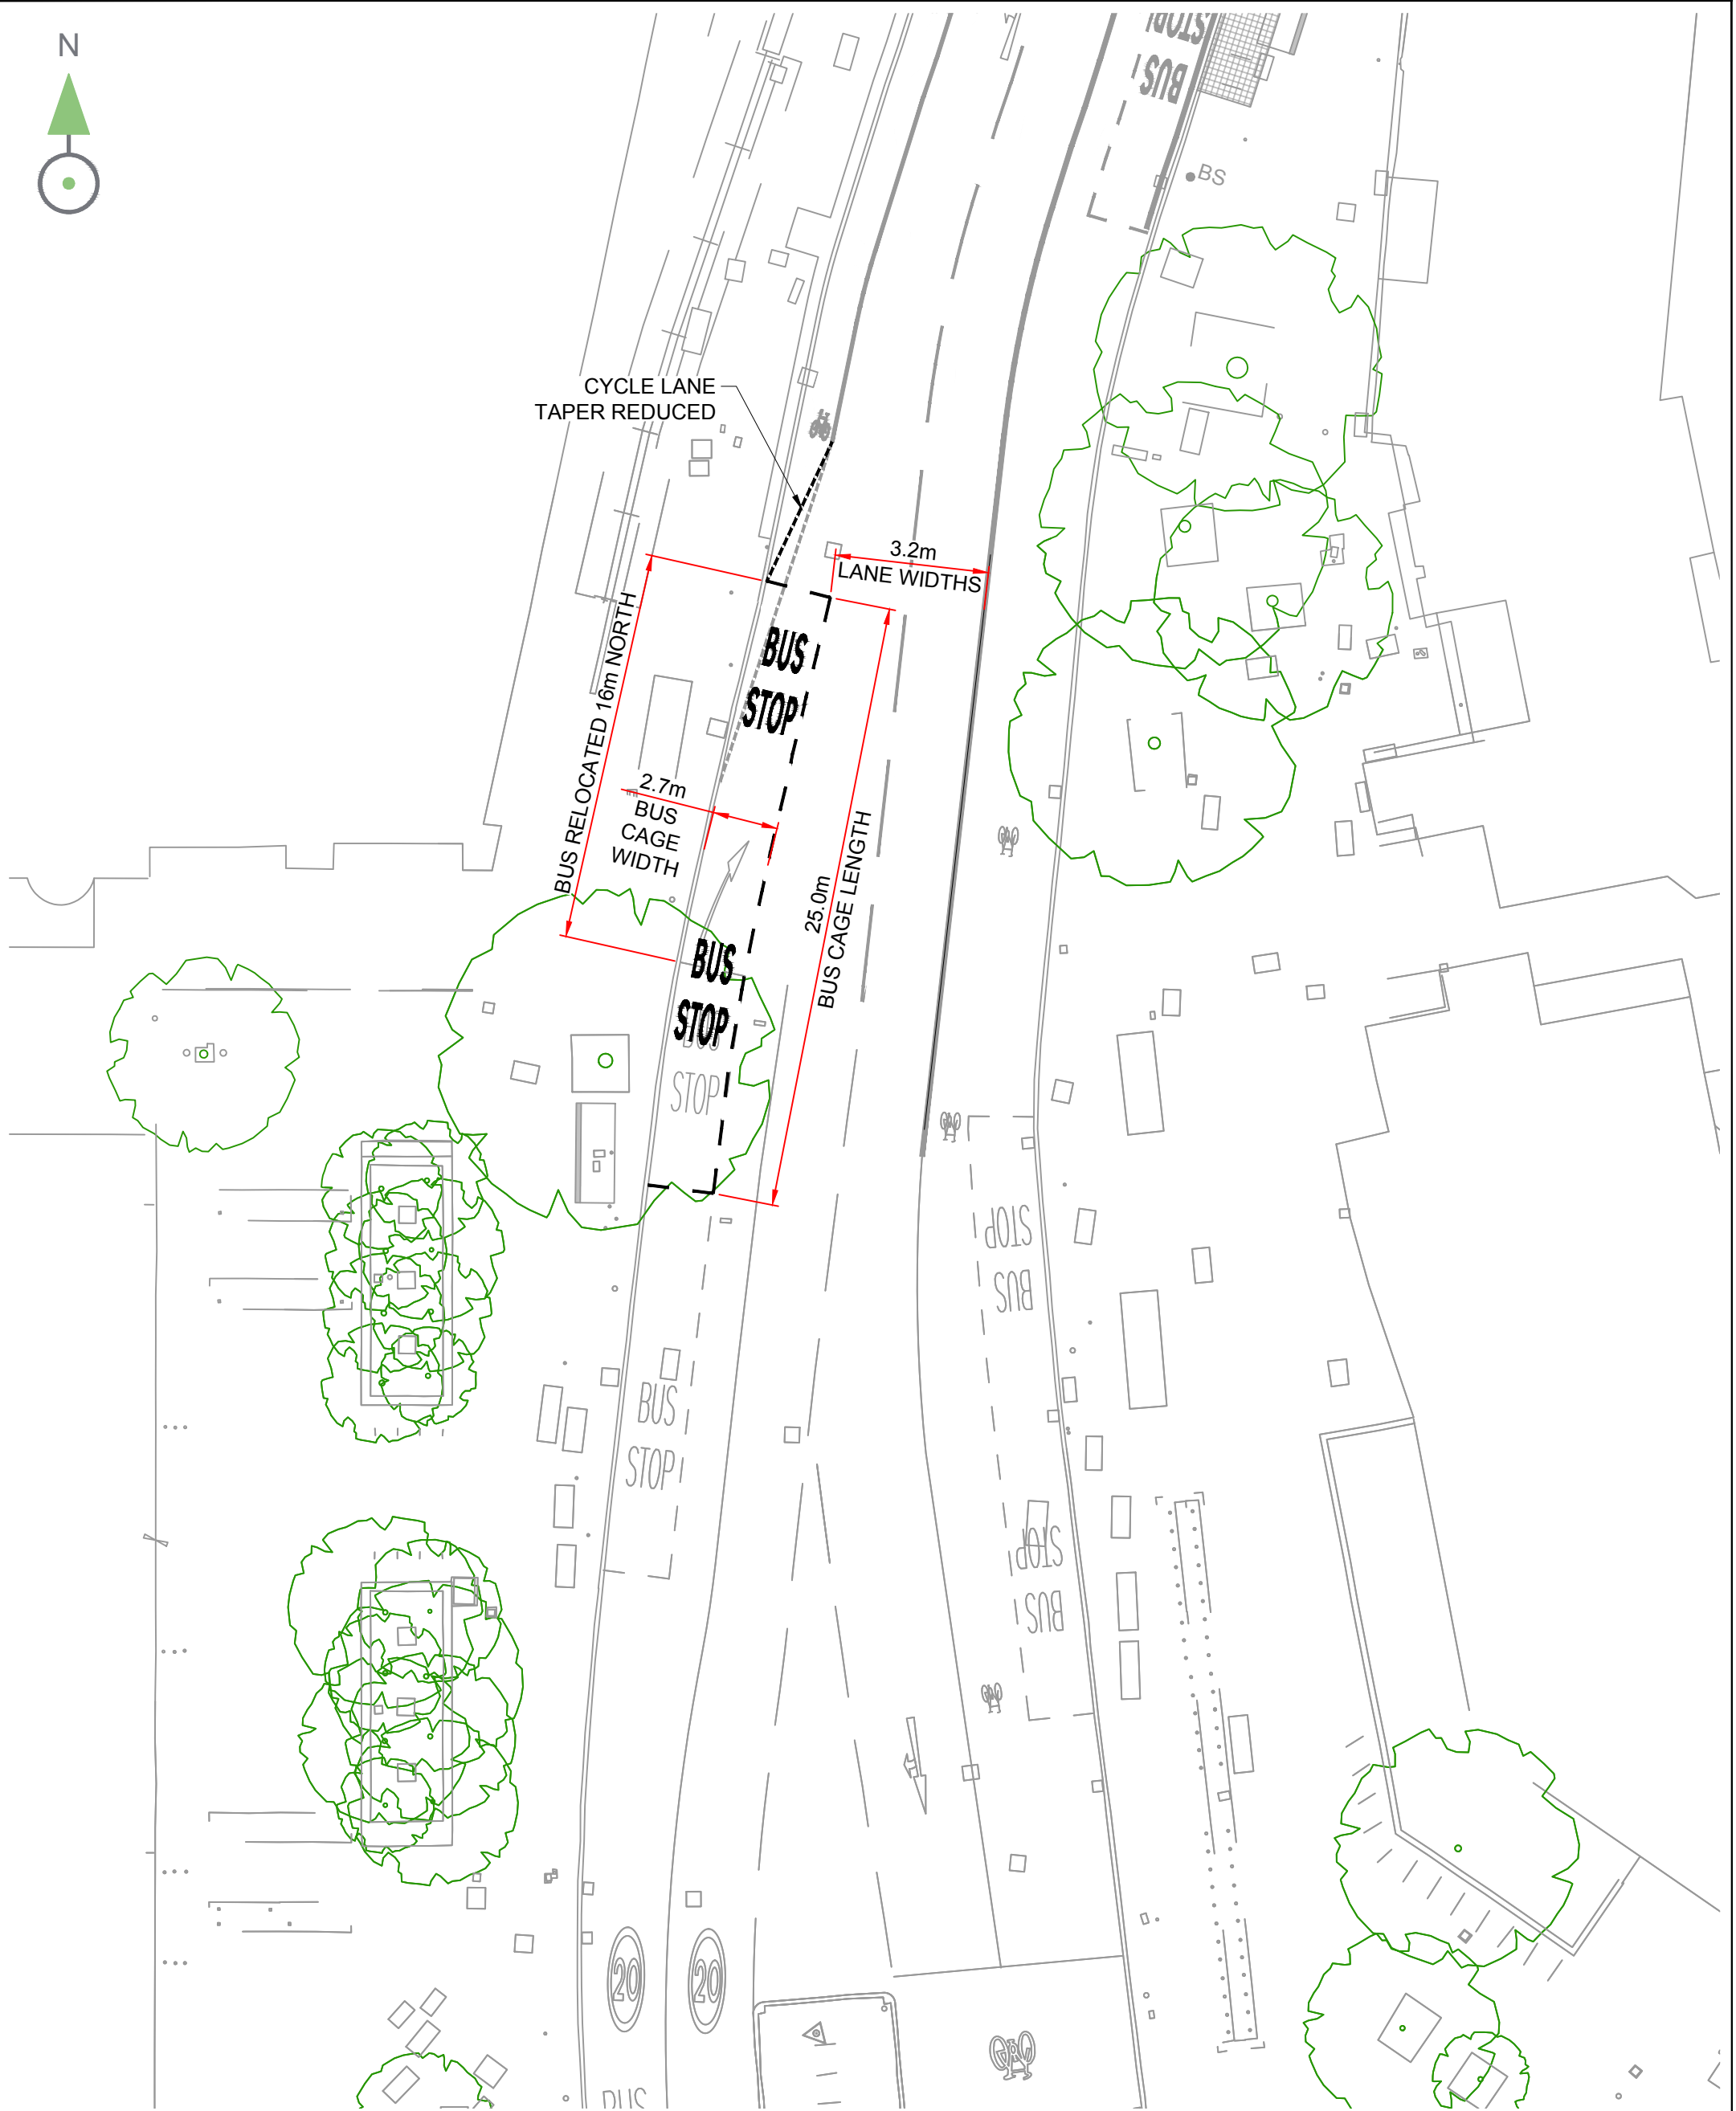 N
STOP
BUS
BS
CYCLE LANE
TAPER REDUCED
3.2m
LANE WIDTHS
BUS RELOCATED 16m NORTH
BUS
STOP
2.7m
BUS
CAGE
WIDTH
25.0m
BUS CAGE LENGTH
BUS
STOP
BUS
STOP
STOP
BUS
BUS
STOP
STOP
BUS
20
20
BUS